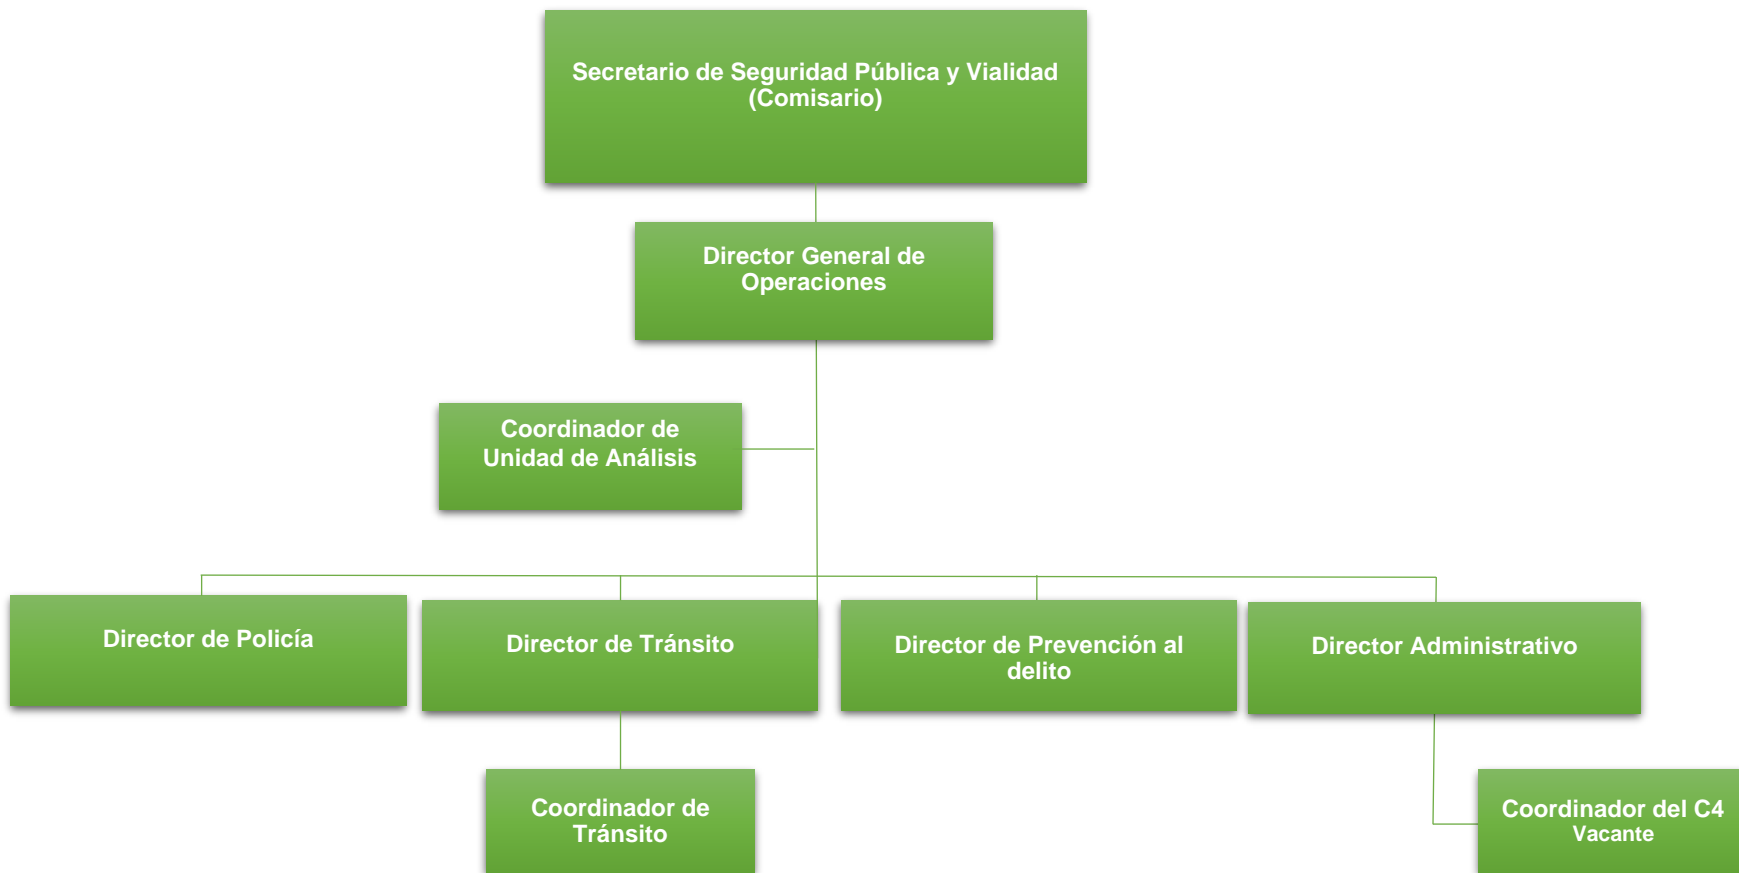 Secretario de Seguridad Pública y Vialidad
(Comisario)
Director General de
Operaciones
Coordinador de
Unidad de Análisis
Director de Policía
Director de Tránsito
Director de Prevención al
delito
Director Administrativo
Coordinador de
Tránsito
Coordinador del C4
Vacante